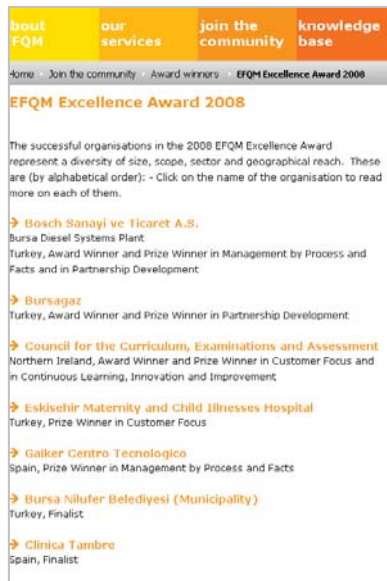 bout EFQM
our services
join the community
knowledge base
Home Join the community Award winners EFQM Excellence Award 2008
EFQM Excellence Award 2008
The successful organisations in the 2008 EFQM Excellence Award
represent a diversity of size, scope, sector and geographical reach. These
are (by alphabetical order): - Click on the name of the organisation to read
more on each of them.
→ Bosch Sanayi ve Ticaret A.S.
Bursa Diesel Systems Plant
Turkey, Award Winner and Prize Winner in Management by Process and
Facts and in Partnership Development
→ Bursagaz
Turkey, Award Winner and Prize Winner in Partnership Development
→ Council for the Curriculum, Examinations and Assessment
Northern Ireland, Award Winner and Prize Winner in Customer Focus and
in Continuous Learning, Innovation and Improvement
→ Eskisehir Maternity and Child Illnesses Hospital
Turkey, Prize Winner in Customer Focus
→ Gaiker Centro Tecnologico
Spain, Prize Winner in Management by Process and Facts
→ Bursa Nilufer Belediyesi (Municipality)
Turkey, Finalist
→ Clinica Tambre
Spain, Finalist